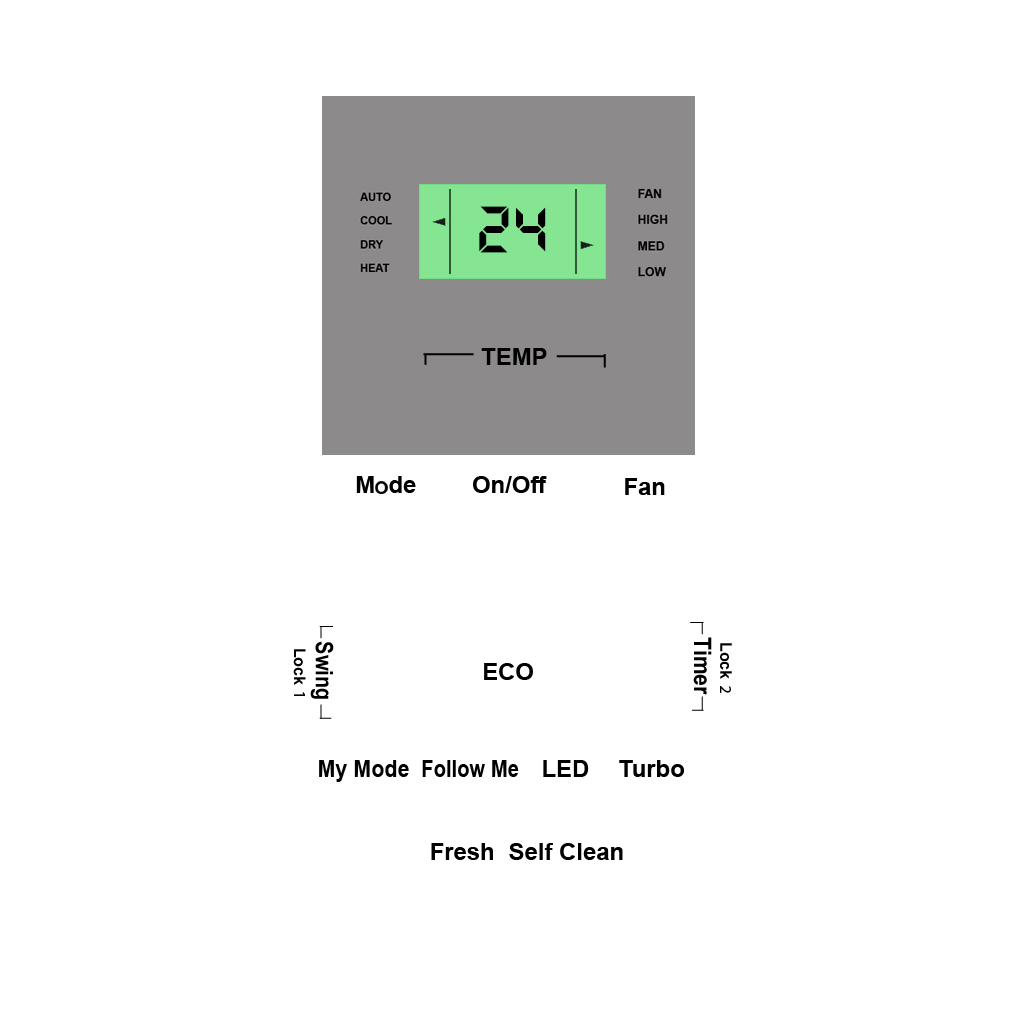 AUTO
COOL
DRY
HEAT
24
FAN
HIGH
MED
LOW
TEMP
Mode On/Off Fan
Swing
Lock 1
ECO
Timer
Lock 2
My Mode Follow Me LED Turbo
Fresh Self Clean